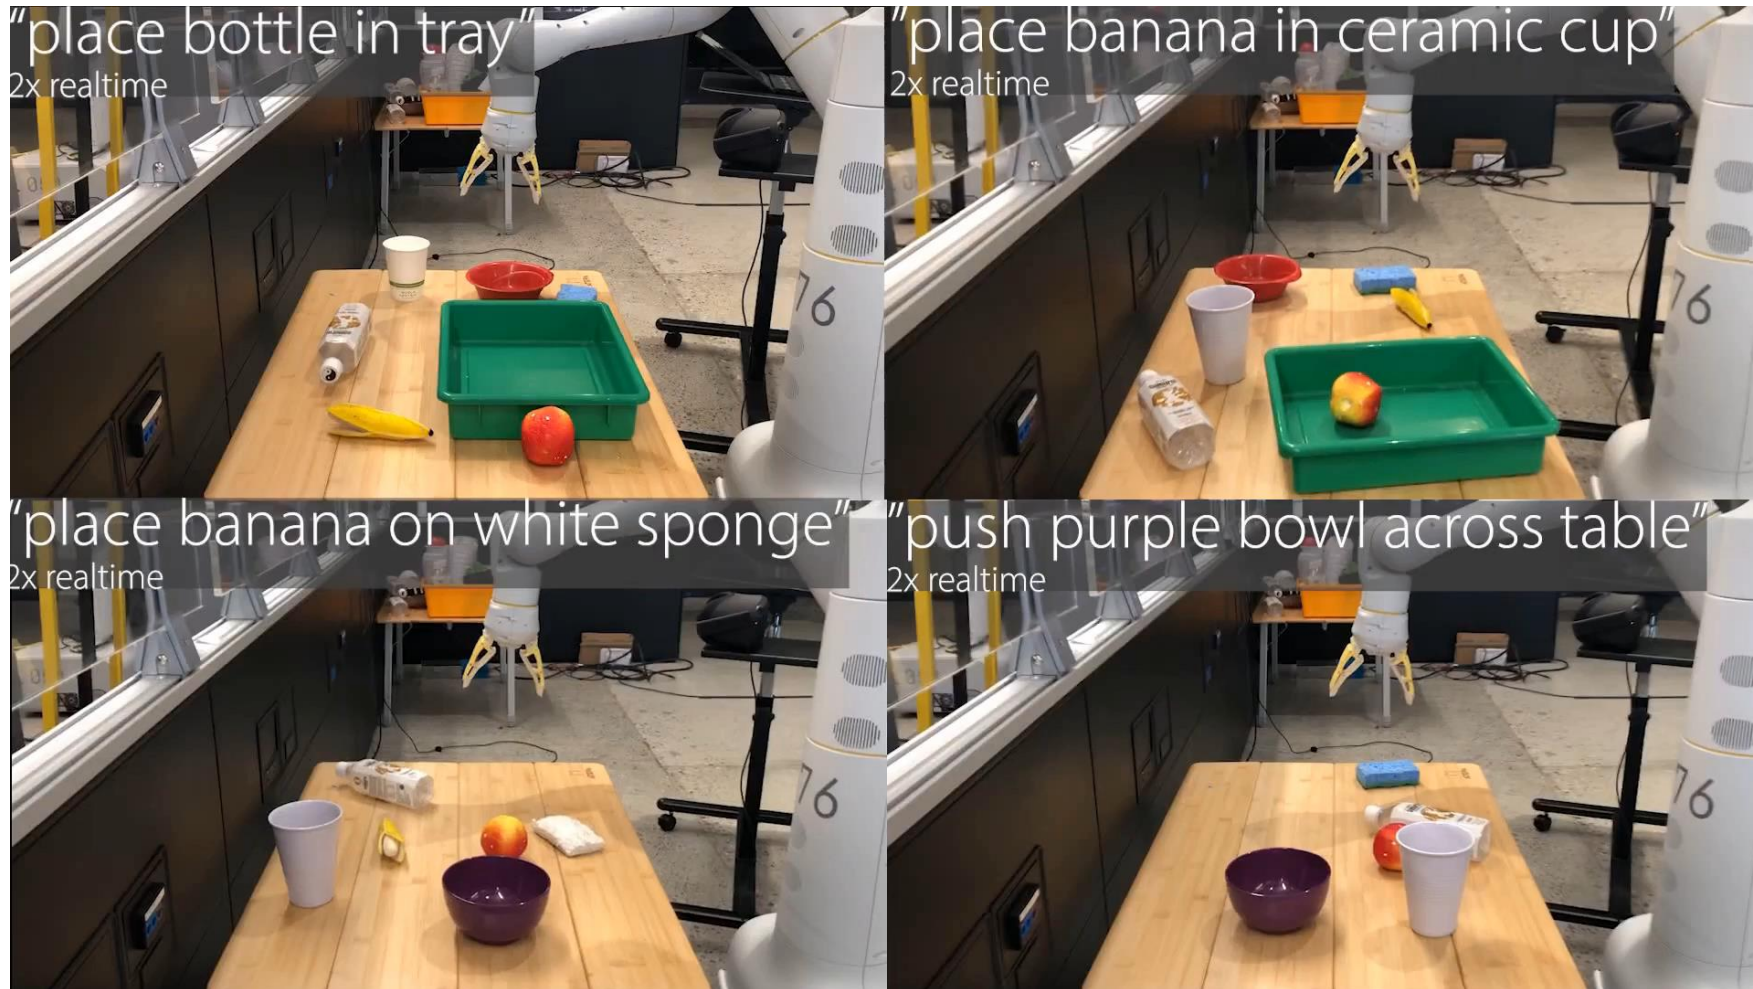 "place bottle in tray"
2x realtime
"place banana in ceramic cup"
2x realtime
76
76
"place banana on white sponge"
2x realtime
"push purple bowl across table"
2x realtime
76
76